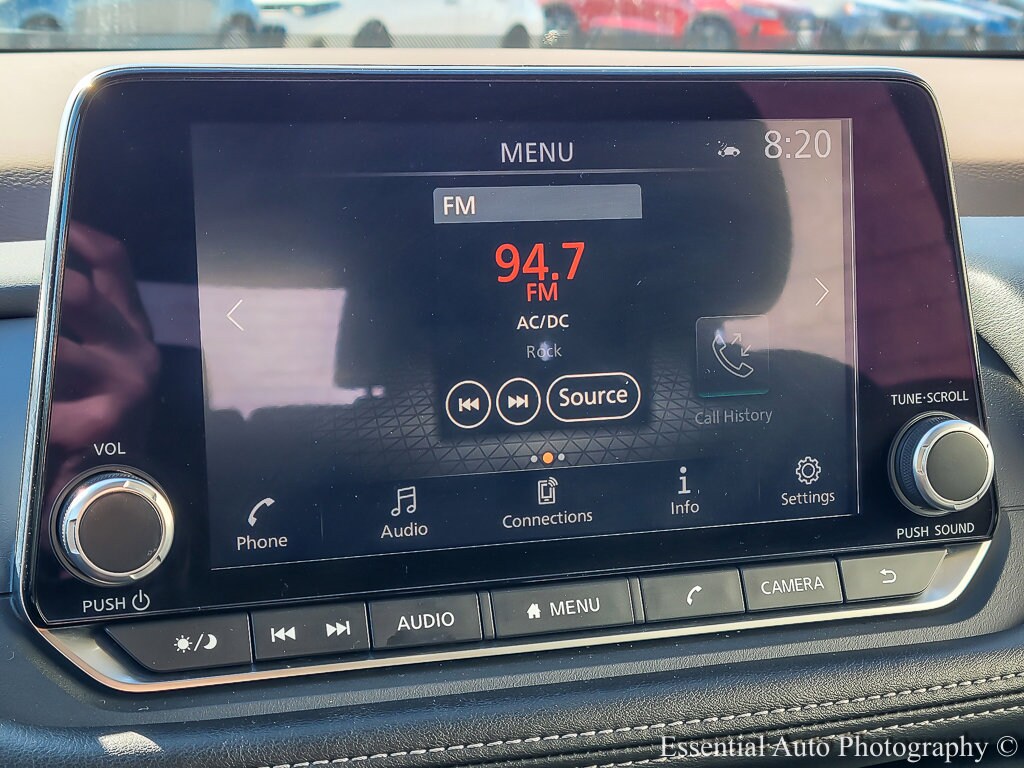 MENU
8:20
FM
94.7
FM
AC/DC
Rock
Source
Call History
TUNE·SCROLL
VOL
Phone
Audio
Connections
Info
Settings
PUSH SOUND
PUSH
AUDIO
MENU
CAMERA
Essential Auto Photography ©